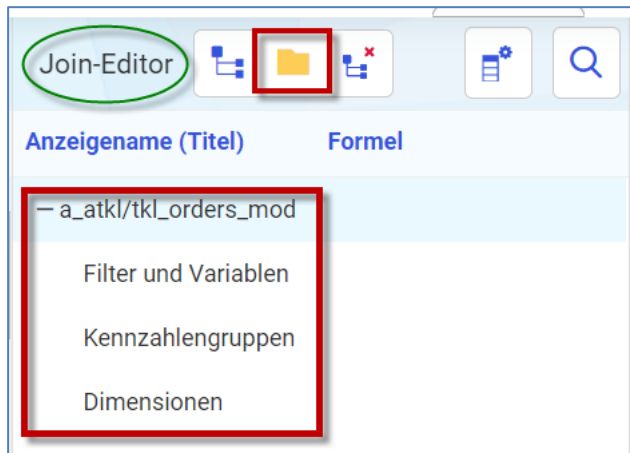 Join-Editor
Anzeigename (Titel) Formel
– a_atkl/tkl_orders_mod
Filter und Variablen
Kennzahlengruppen
Dimensionen